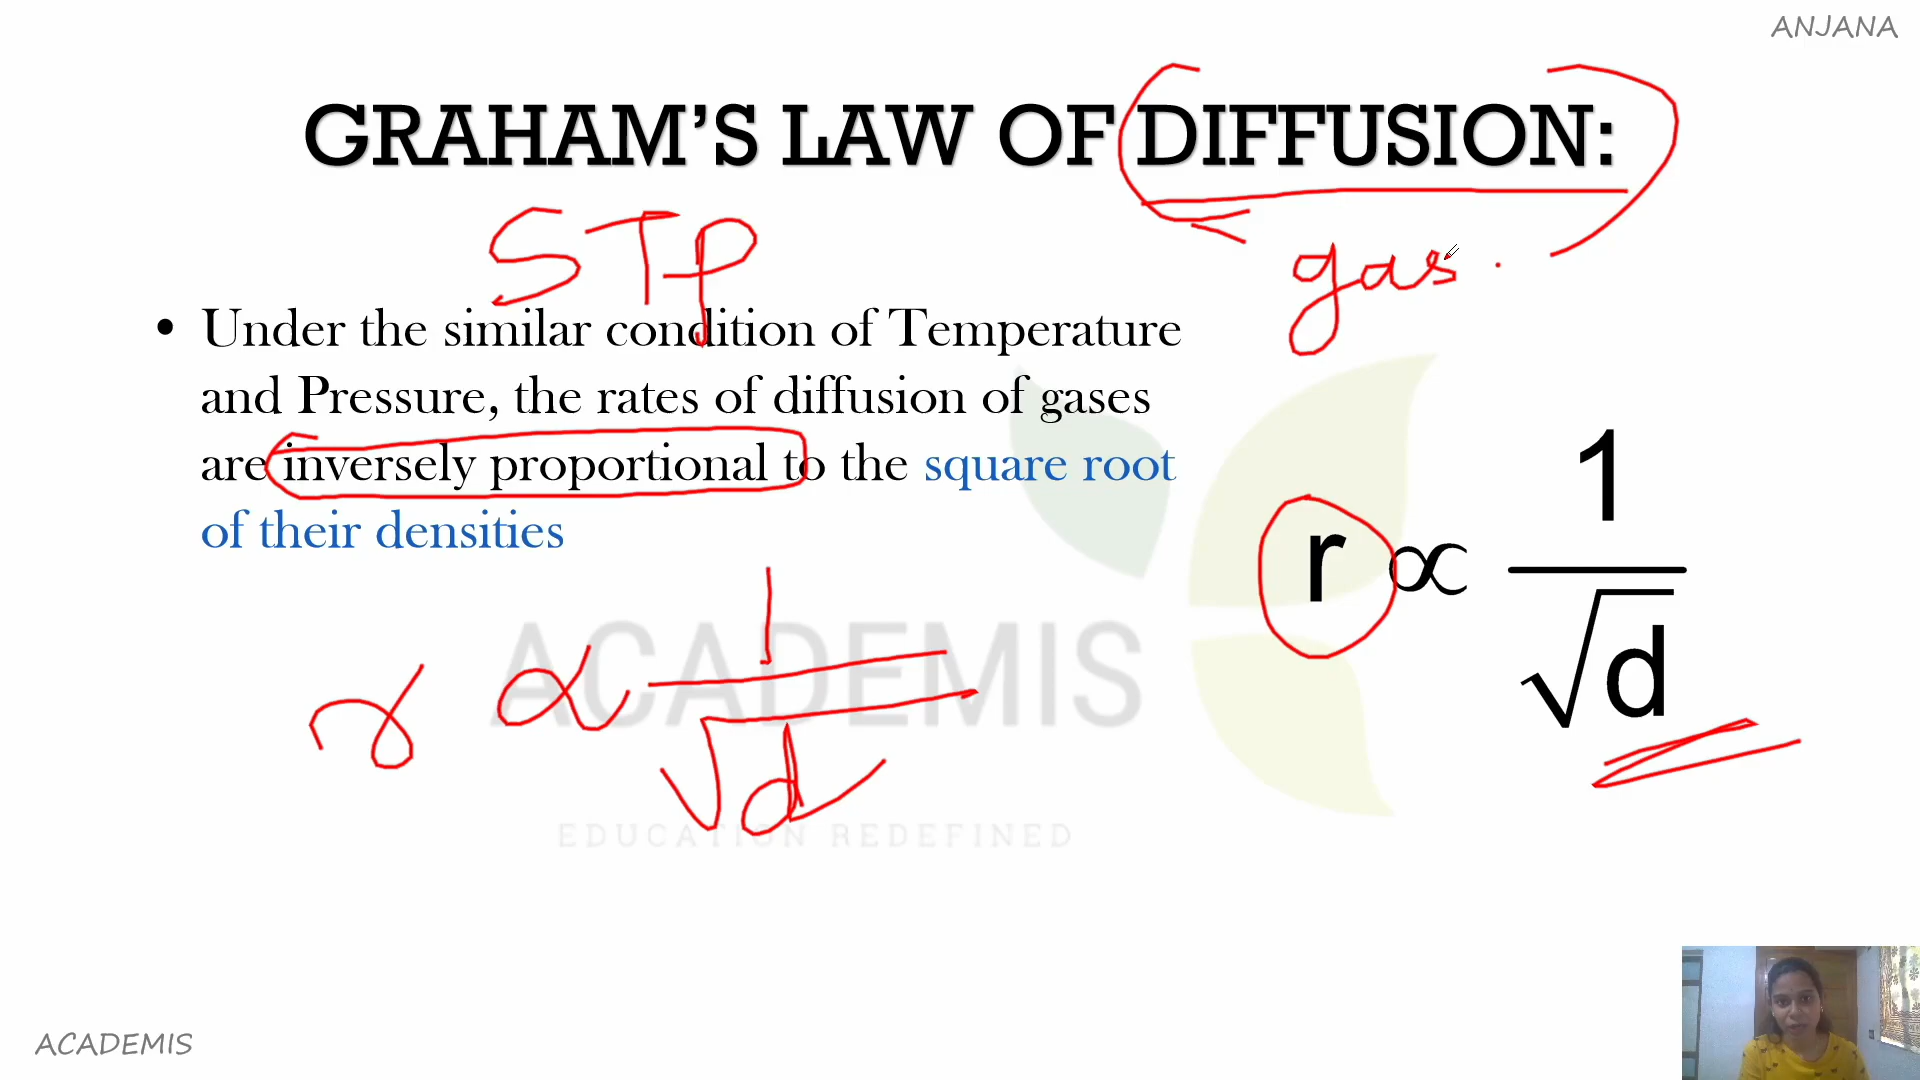 ANJANA
GRAHAM'S LAW OF DIFFUSION:
STP
gas.
• Under the similar condition of Temperature
and Pressure, the rates of diffusion of gases
are inversely proportional to the square root
of their densities
r ∝ 1/√d
r ∝ 1/√d
ACADEMIS
EDUCATION REDEFINED
ACADEMIS